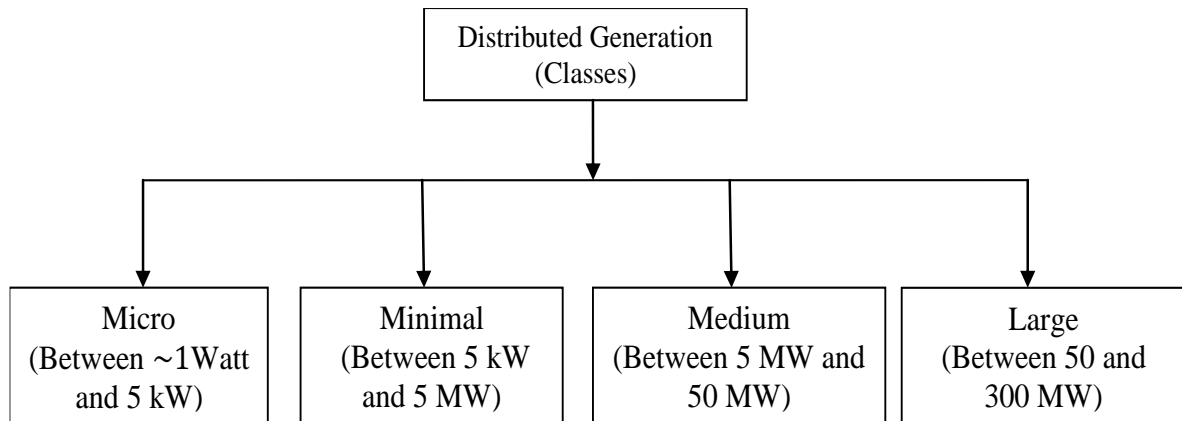 Distributed Generation
(Classes)
Micro
(Between ~1Watt
and 5 kW)
Minimal
(Between 5 kW
and 5 MW)
Medium
(Between 5 MW and
50 MW)
Large
(Between 50 and
300 MW)